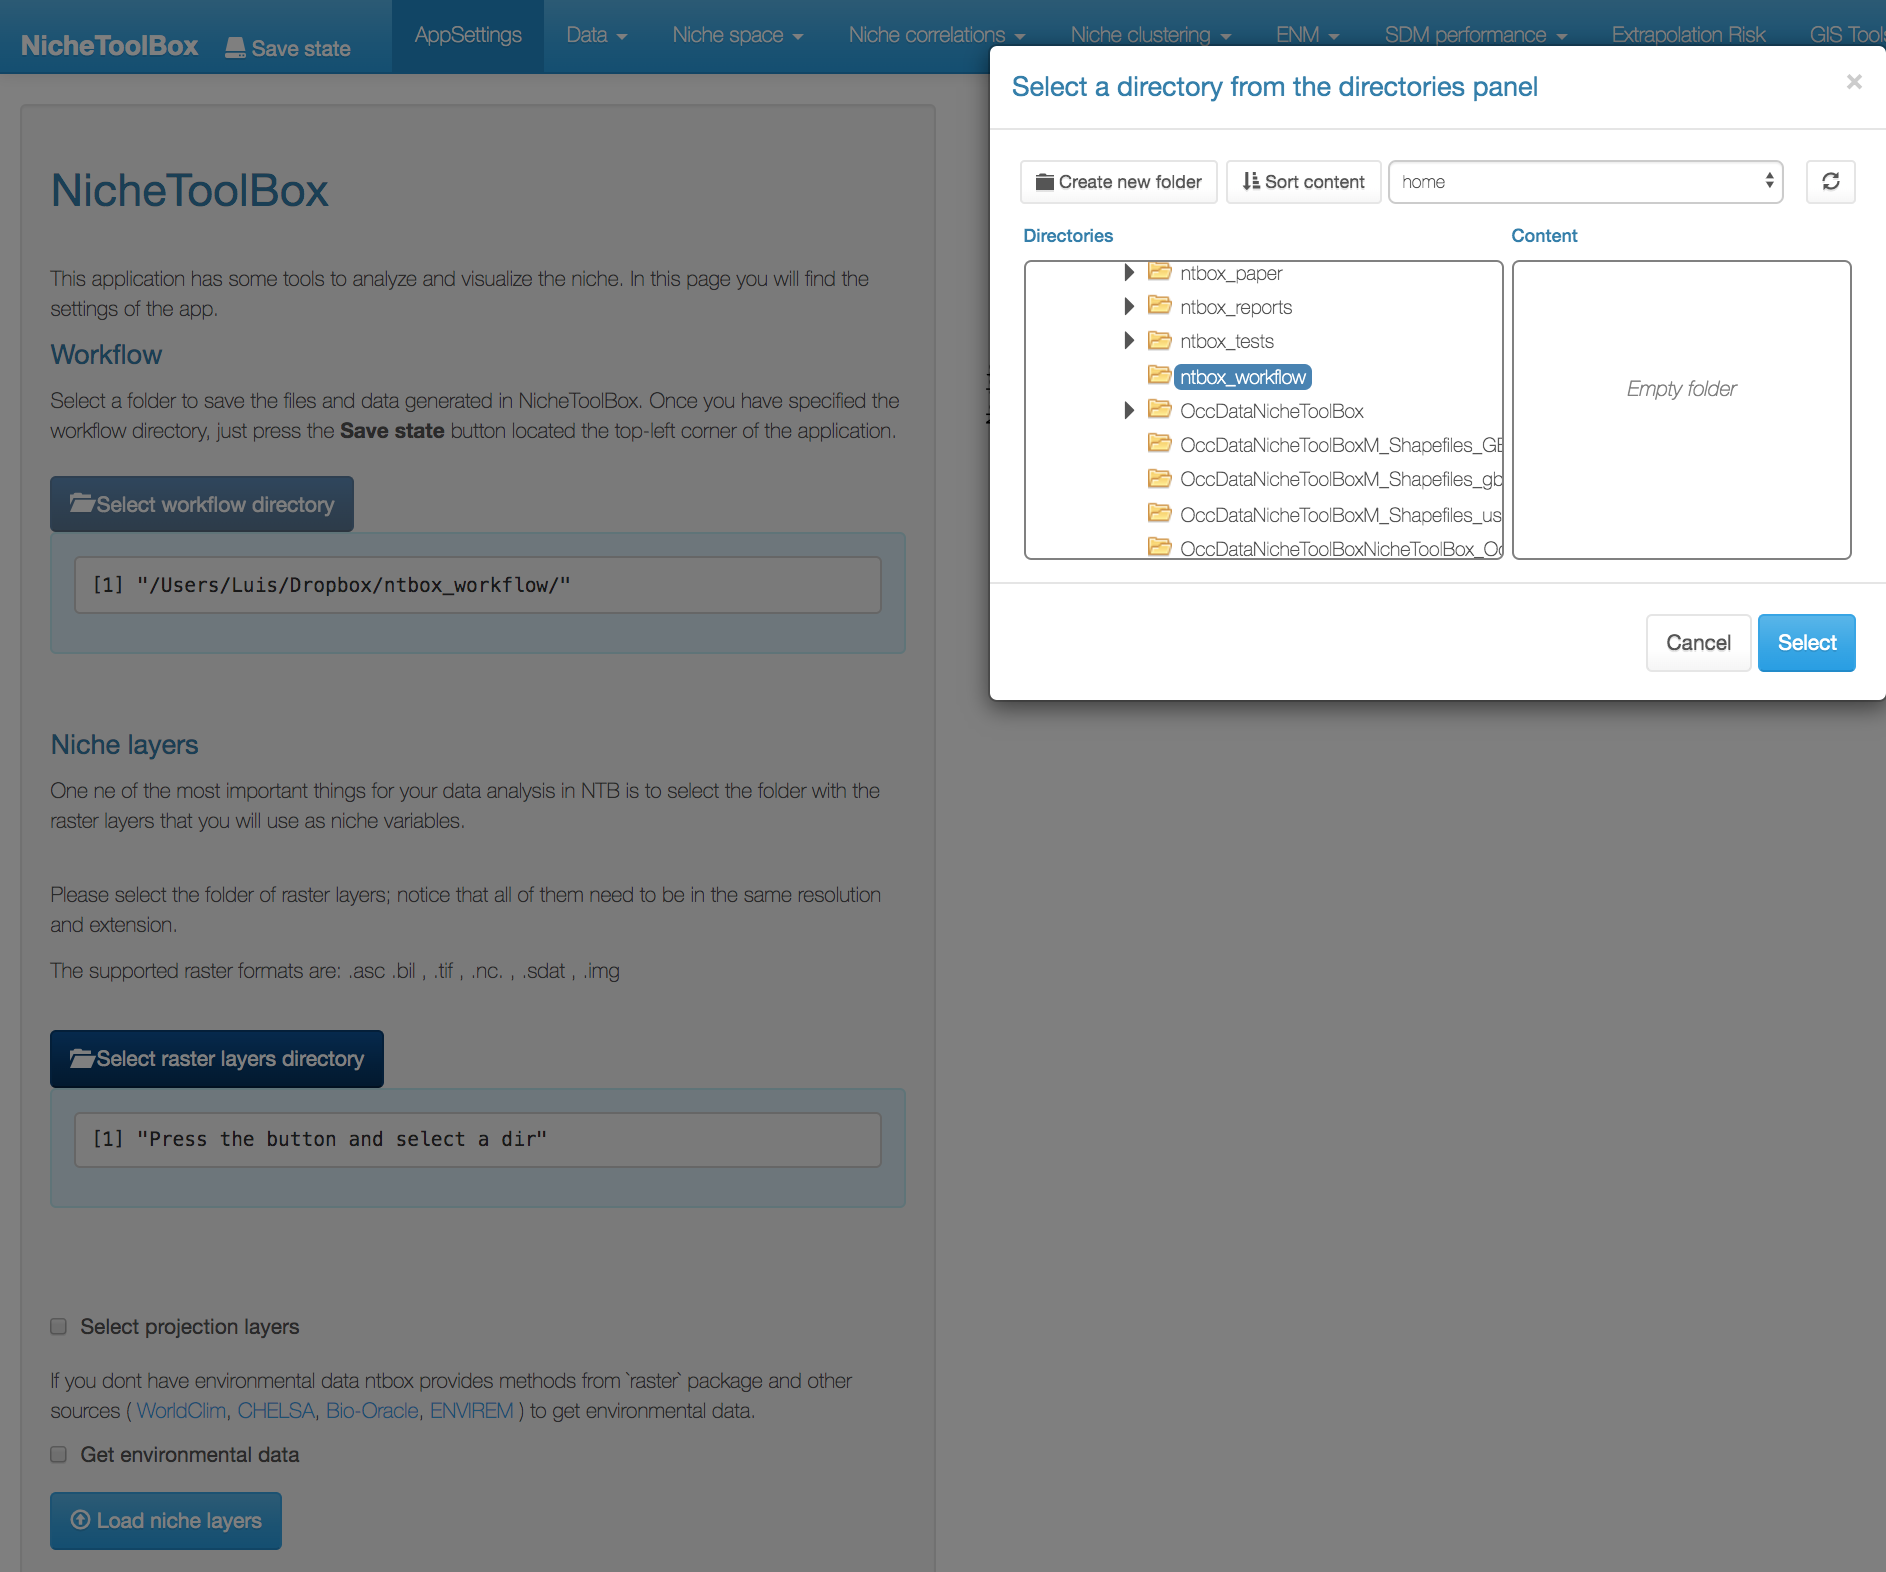 NicheToolBox
Save state
AppSettings
Data
Niche space
Niche correlations
Niche clustering
ENM
SDM performance
Extrapolation Risk
GIS Tools
NicheToolBox
This application has some tools to analyze and visualize the niche. In this page you will find the
settings of the app.
Workflow
Select a folder to save the files and data generated in NicheToolBox. Once you have specified the
workflow directory, just press the Save state button located the top-left corner of the application.
Select workflow directory
[1] "/Users/Luis/Dropbox/ntbox_workflow/"
Niche layers
One ne of the most important things for your data analysis in NTB is to select the folder with the
raster layers that you will use as niche variables.
Please select the folder of raster layers; notice that all of them need to be in the same resolution
and extension.
The supported raster formats are: .asc .bil , .tif , .nc. , .sdat , .img
Select raster layers directory
[1] "Press the button and select a dir"
Select projection layers
If you dont have environmental data ntbox provides methods from `raster` package and other
sources ( WorldClim, CHELSA, Bio-Oracle, ENVIREM ) to get environmental data.
Get environmental data
Load niche layers
Select a directory from the directories panel
×
Create new folder
Sort content
home
Directories
Content
ntbox_paper
ntbox_reports
ntbox_tests
ntbox_workflow
OccDataNicheToolBox
OccDataNicheToolBoxM_Shapefiles_GE
OccDataNicheToolBoxM_Shapefiles_gb
OccDataNicheToolBoxM_Shapefiles_us
OccDataNicheToolBoxNicheToolBox_Oc
Empty folder
Cancel
Select